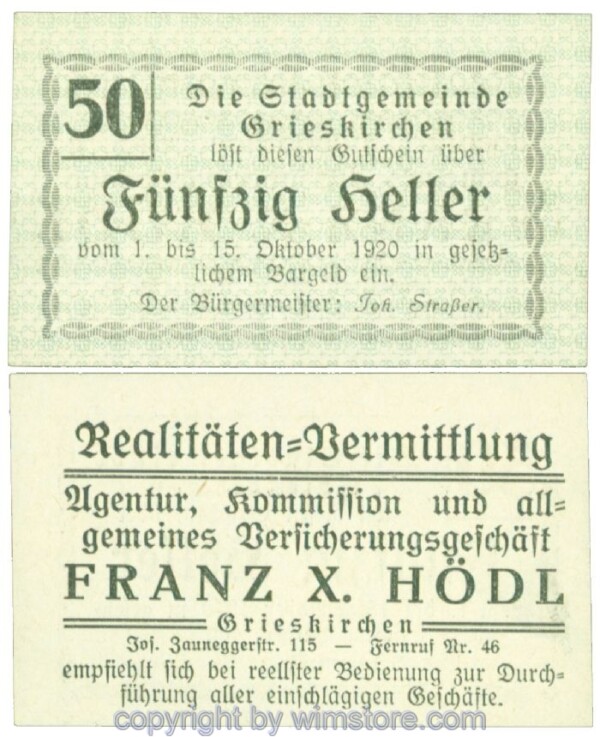 50
Die Stadtgemeinde
Grieskirchen
löst diesen Gutschein über
Fünfzig Heller
vom 1. bis 15. Oktober 1920 in gesetz-
lichem Bargeld ein.
Der Bürgermeister: Joh. Straßer.
Realitäten-Vermittlung
Agentur, Kommission und all-
gemeines Versicherungsgeschäft
FRANZ X. HÖDL
Grieskirchen
Jos. Zauneggerstr. 115 — Fernruf Nr. 46
empfiehlt sich bei reellster Bedienung zur Durch-
führung aller einschlägigen Geschäfte.
copyright by wimstore.com